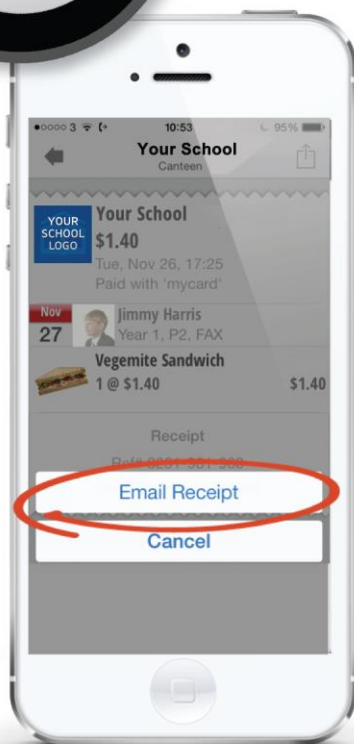 3 10:53 95%
Your School
Canteen
YOUR
SCHOOL
LOGO
Your School
$1.40
Tue, Nov 26, 17:25
Paid with 'mycard'
Nov
27
Jimmy Harris
Year 1, P2, FAX
Vegemite Sandwich
1 @ $1.40 $1.40
Receipt
Email Receipt
Cancel